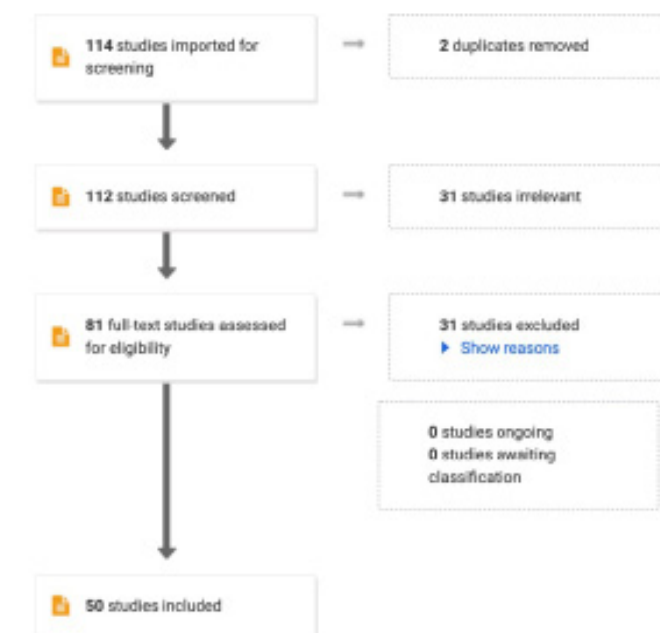 114 studies imported for
screening
2 duplicates removed
112 studies screened
31 studies irrelevant
81 full-text studies assessed
for eligibility
31 studies excluded
Show reasons
0 studies ongoing
0 studies awaiting
classification
50 studies included